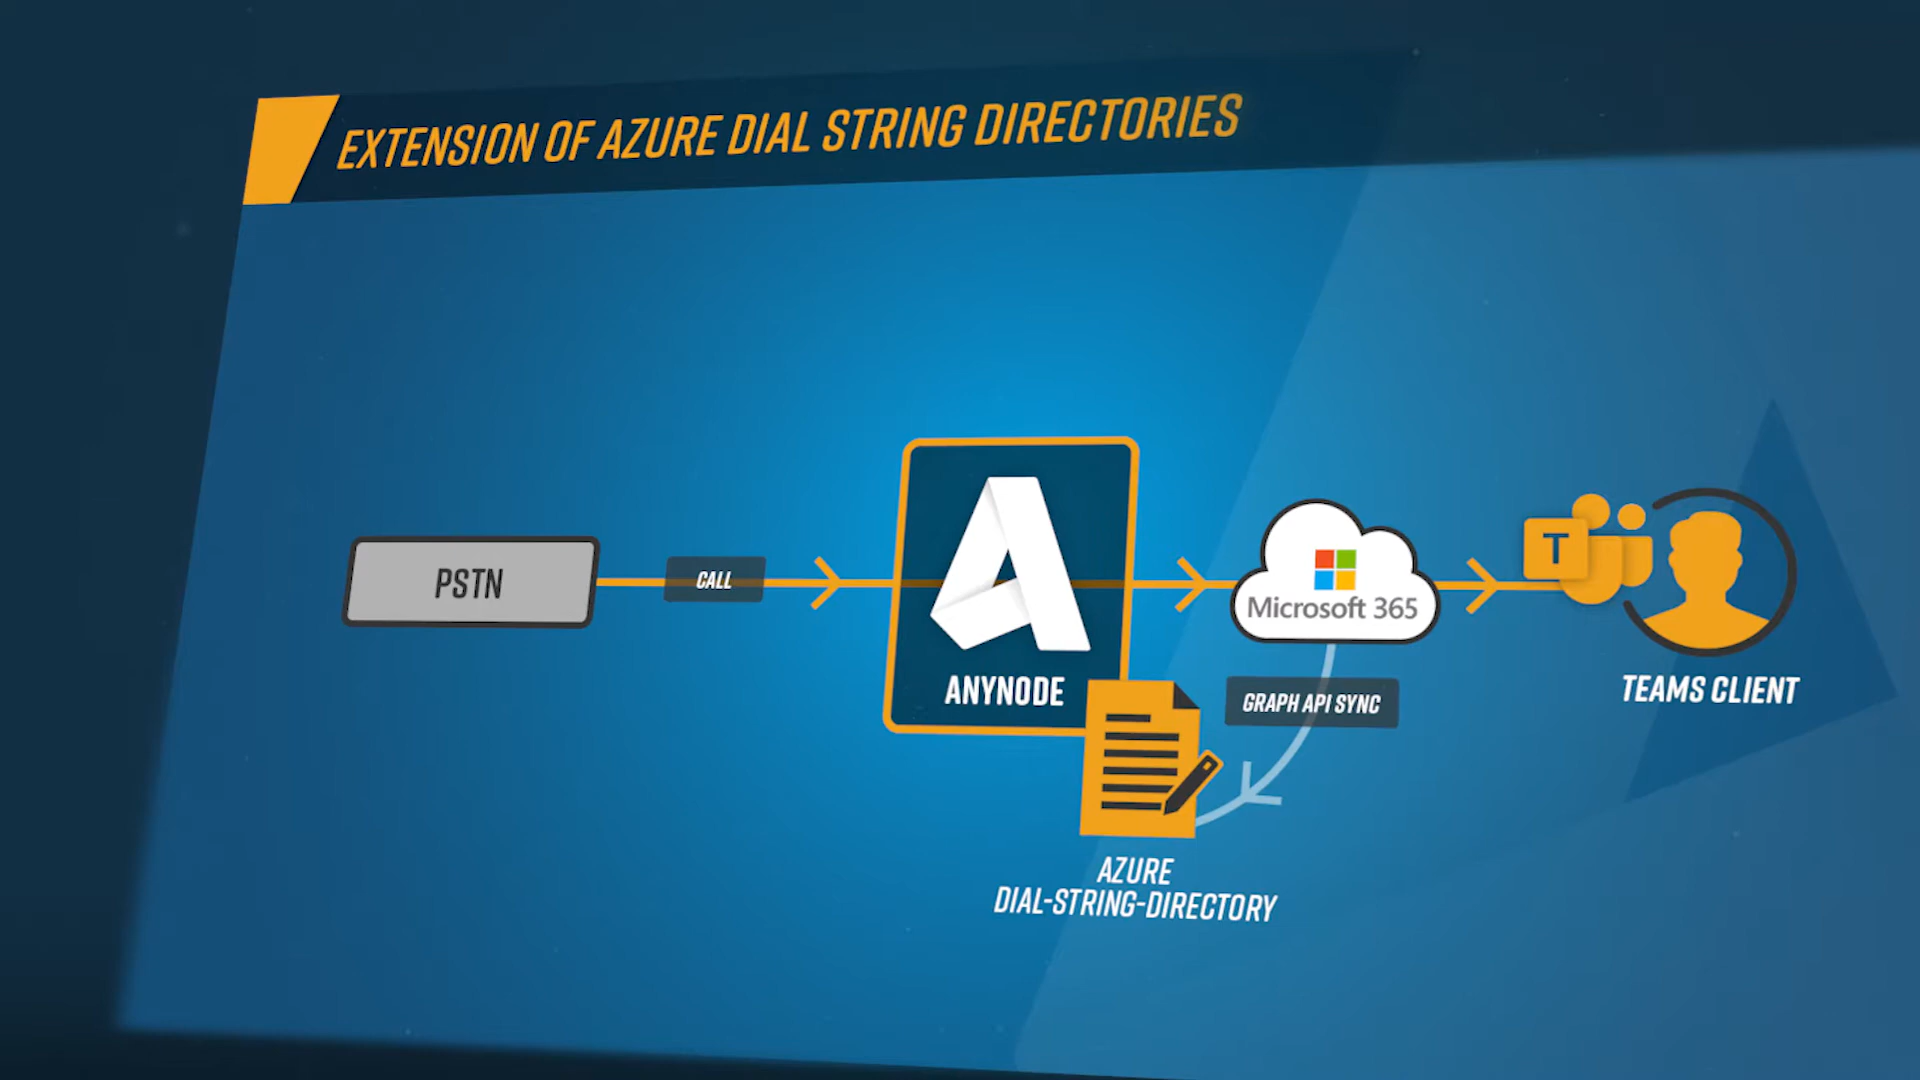 EXTENSION OF AZURE DIAL STRING DIRECTORIES
PSTN
CALL
ANYNODE
Microsoft 365
T
TEAMS CLIENT
GRAPH API SYNC
AZURE
DIAL-STRING-DIRECTORY